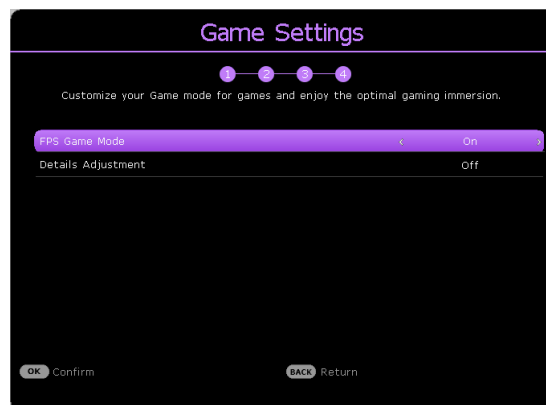 Game Settings
1 2 3 4
Customize your Game mode for games and enjoy the optimal gaming immersion.
FPS Game Mode ‹ On ›
Details Adjustment Off
OK Confirm BACK Return